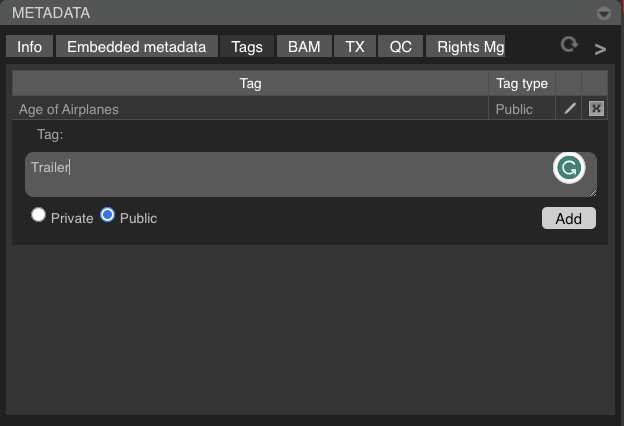 METADATA
Info Embedded metadata Tags BAM TX QC Rights Mg >
Tag Tag type
Age of Airplanes Public
Tag:
Trailer
Private Public Add